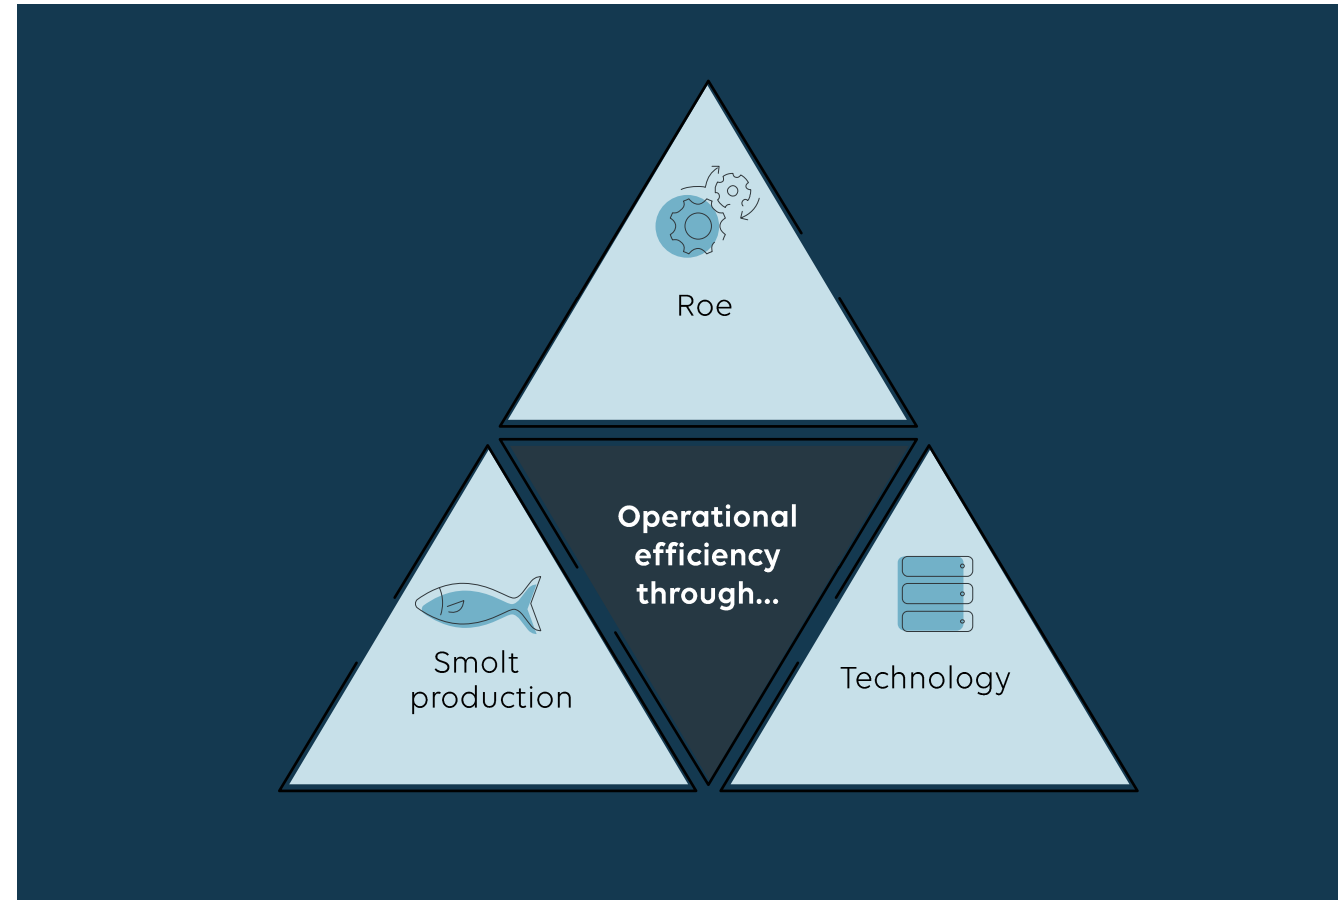 Roe
Operational
efficiency
through...
Smolt
production
Technology